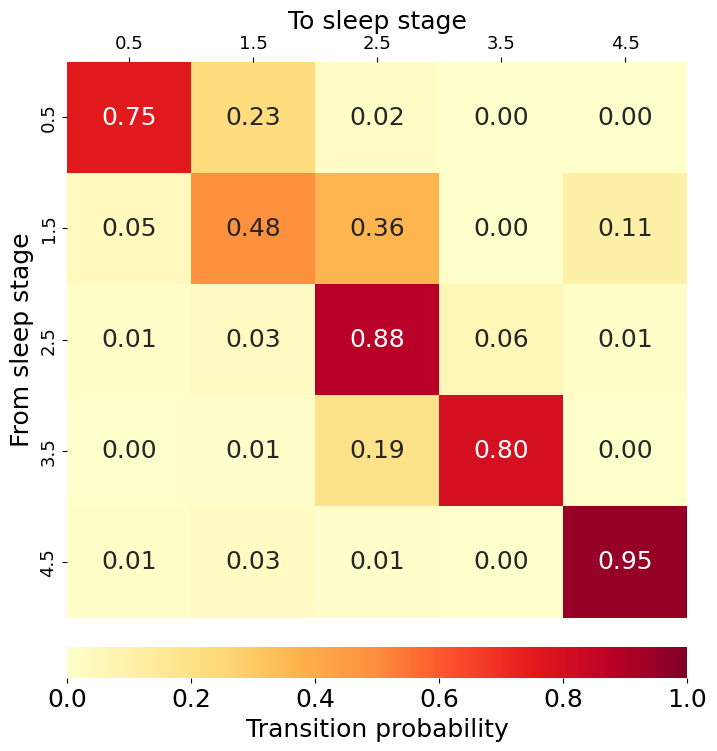 To sleep stage
0.5 1.5 2.5 3.5 4.5
From sleep stage
0.5 0.75 0.23 0.02 0.00 0.00
1.5 0.05 0.48 0.36 0.00 0.11
2.5 0.01 0.03 0.88 0.06 0.01
3.5 0.00 0.01 0.19 0.80 0.00
4.5 0.01 0.03 0.01 0.00 0.95
0.0 0.2 0.4 0.6 0.8 1.0
Transition probability